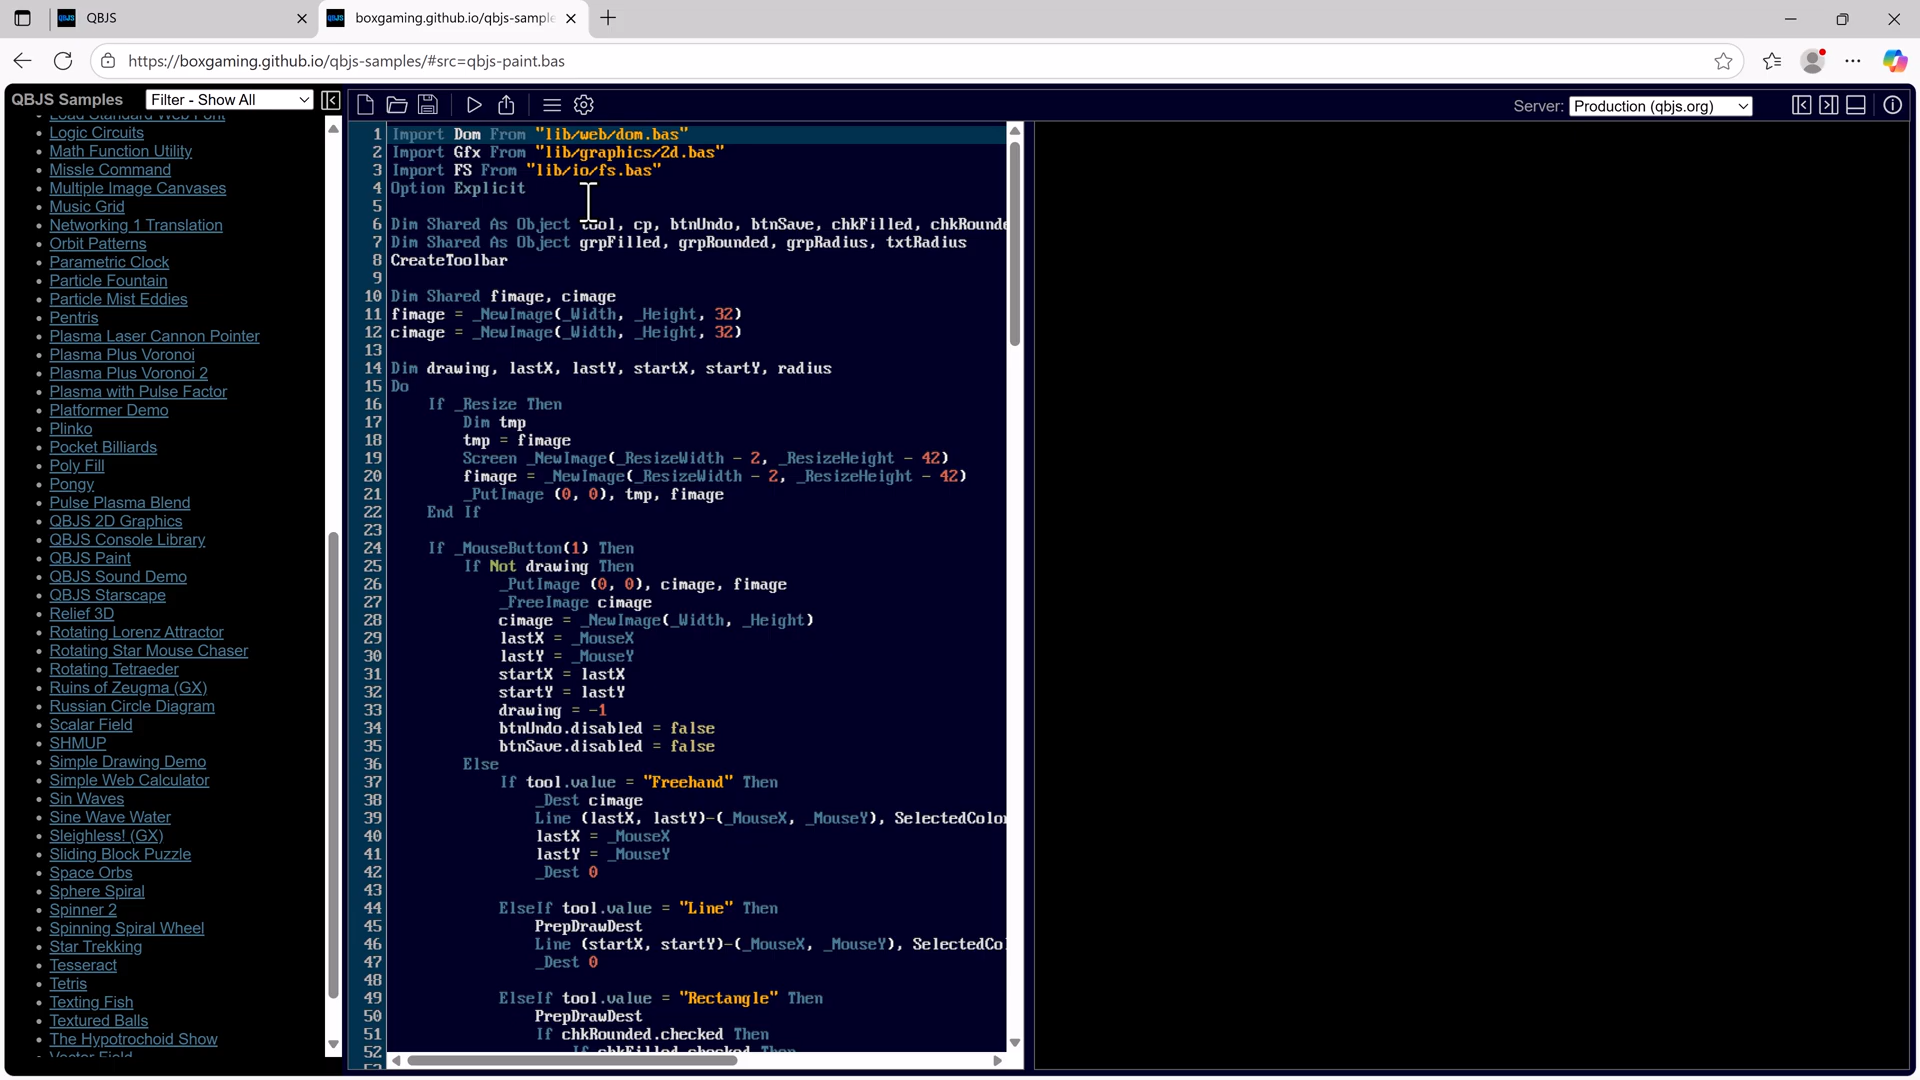 QBJS
boxgaming.github.io/qbjs-sample
https://boxgaming.github.io/qbjs-samples/#src=qbjs-paint.bas
QBJS Samples
Filter - Show All
Server:
Production (qbjs.org)
Load Standard Web Font
Logic Circuits
Math Function Utility
Missle Command
Multiple Image Canvases
Music Grid
Networking 1 Translation
Orbit Patterns
Parametric Clock
Particle Fountain
Particle Mist Eddies
Pentris
Plasma Laser Cannon Pointer
Plasma Plus Voronoi
Plasma Plus Voronoi 2
Plasma with Pulse Factor
Platformer Demo
Plinko
Pocket Billiards
Poly Fill
Pongy
Pulse Plasma Blend
QBJS 2D Graphics
QBJS Console Library
QBJS Paint
QBJS Sound Demo
QBJS Starscape
Relief 3D
Rotating Lorenz Attractor
Rotating Star Mouse Chaser
Rotating Tetraeder
Ruins of Zeugma (GX)
Russian Circle Diagram
Scalar Field
SHMUP
Simple Drawing Demo
Simple Web Calculator
Sin Waves
Sine Wave Water
Sleighless! (GX)
Sliding Block Puzzle
Space Orbs
Sphere Spiral
Spinner 2
Spinning Spiral Wheel
Star Trekking
Tesseract
Tetris
Texting Fish
Textured Balls
The Hypotrochoid Show
Vector Field
1 Import Dom From "lib/web/dom.bas"
2 Import Gfx From "lib/graphics/2d.bas"
3 Import FS From "lib/io/fs.bas"
4 Option Explicit
5
6 Dim Shared As Object tool, cp, btnUndo, btnSave, chkFilled, chkRounde
7 Dim Shared As Object grpFilled, grpRounded, grpRadius, txtRadius
8 CreateToolbar
9
10 Dim Shared fimage, cimage
11 fimage = _NewImage(_Width, _Height, 32)
12 cimage = _NewImage(_Width, _Height, 32)
13
14 Dim drawing, lastX, lastY, startX, startY, radius
15 Do
16 If _Resize Then
17 Dim tmp
18 tmp = fimage
19 Screen _NewImage(_ResizeWidth - 2, _ResizeHeight - 42)
20 fimage = _NewImage(_ResizeWidth - 2, _ResizeHeight - 42)
21 _PutImage (0, 0), tmp, fimage
22 End If
23
24 If _MouseButton(1) Then
25 If Not drawing Then
26 _PutImage (0, 0), cimage, fimage
27 _FreeImage cimage
28 cimage = _NewImage(_Width, _Height)
29 lastX = _MouseX
30 lastY = _MouseY
31 startX = lastX
32 startY = lastY
33 drawing = -1
34 btnUndo.disabled = false
35 btnSave.disabled = false
36 Else
37 If tool.value = "Freehand" Then
38 _Dest cimage
39 Line (lastX, lastY)-(_MouseX, _MouseY), SelectedColor
40 lastX = _MouseX
41 lastY = _MouseY
42 _Dest 0
43
44 ElseIf tool.value = "Line" Then
45 PrepDrawDest
46 Line (startX, startY)-(_MouseX, _MouseY), SelectedCo
47 _Dest 0
48
49 ElseIf tool.value = "Rectangle" Then
50 PrepDrawDest
51 If chkRounded.checked Then
52 If chkFilled.checked Then